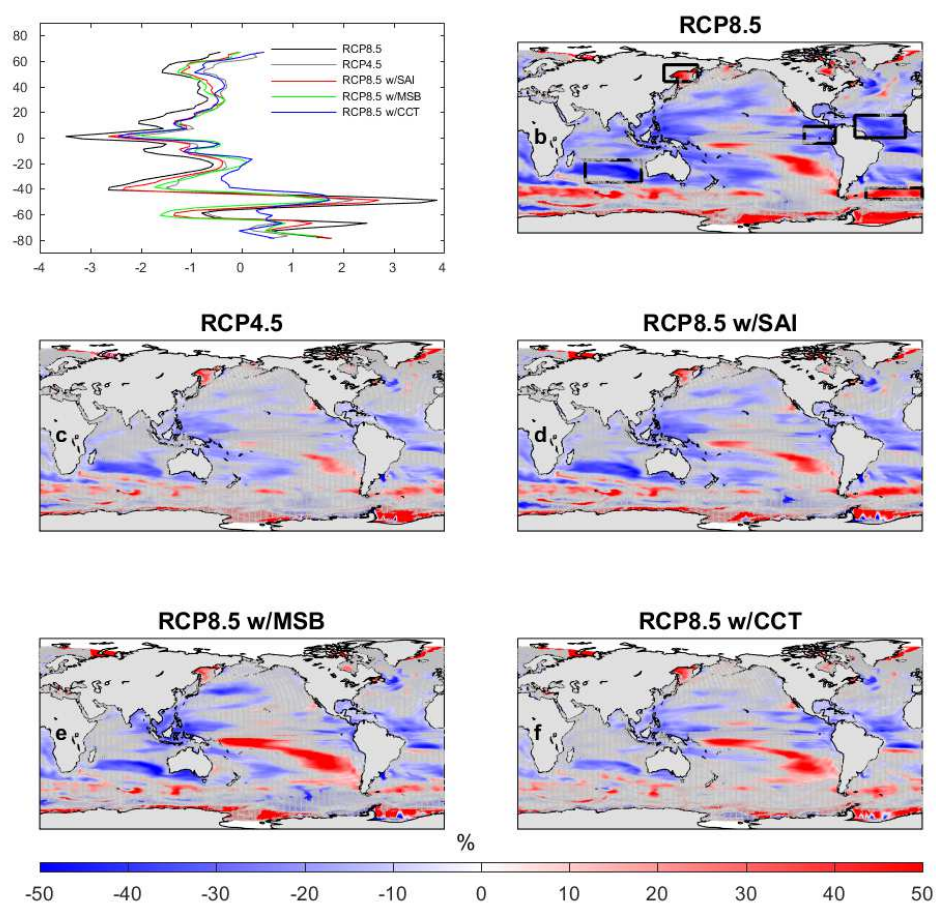 RCP8.5
80
60
40
20
0
-20
-40
-60
-80
-4 -3 -2 -1 0 1 2 3 4
RCP8.5
RCP4.5
RCP8.5 w/SAI
RCP8.5 w/MSB
RCP8.5 w/CCT
b
RCP4.5
RCP8.5 w/SAI
c
d
RCP8.5 w/MSB
RCP8.5 w/CCT
e
f
%
-50 -40 -30 -20 -10 0 10 20 30 40 50